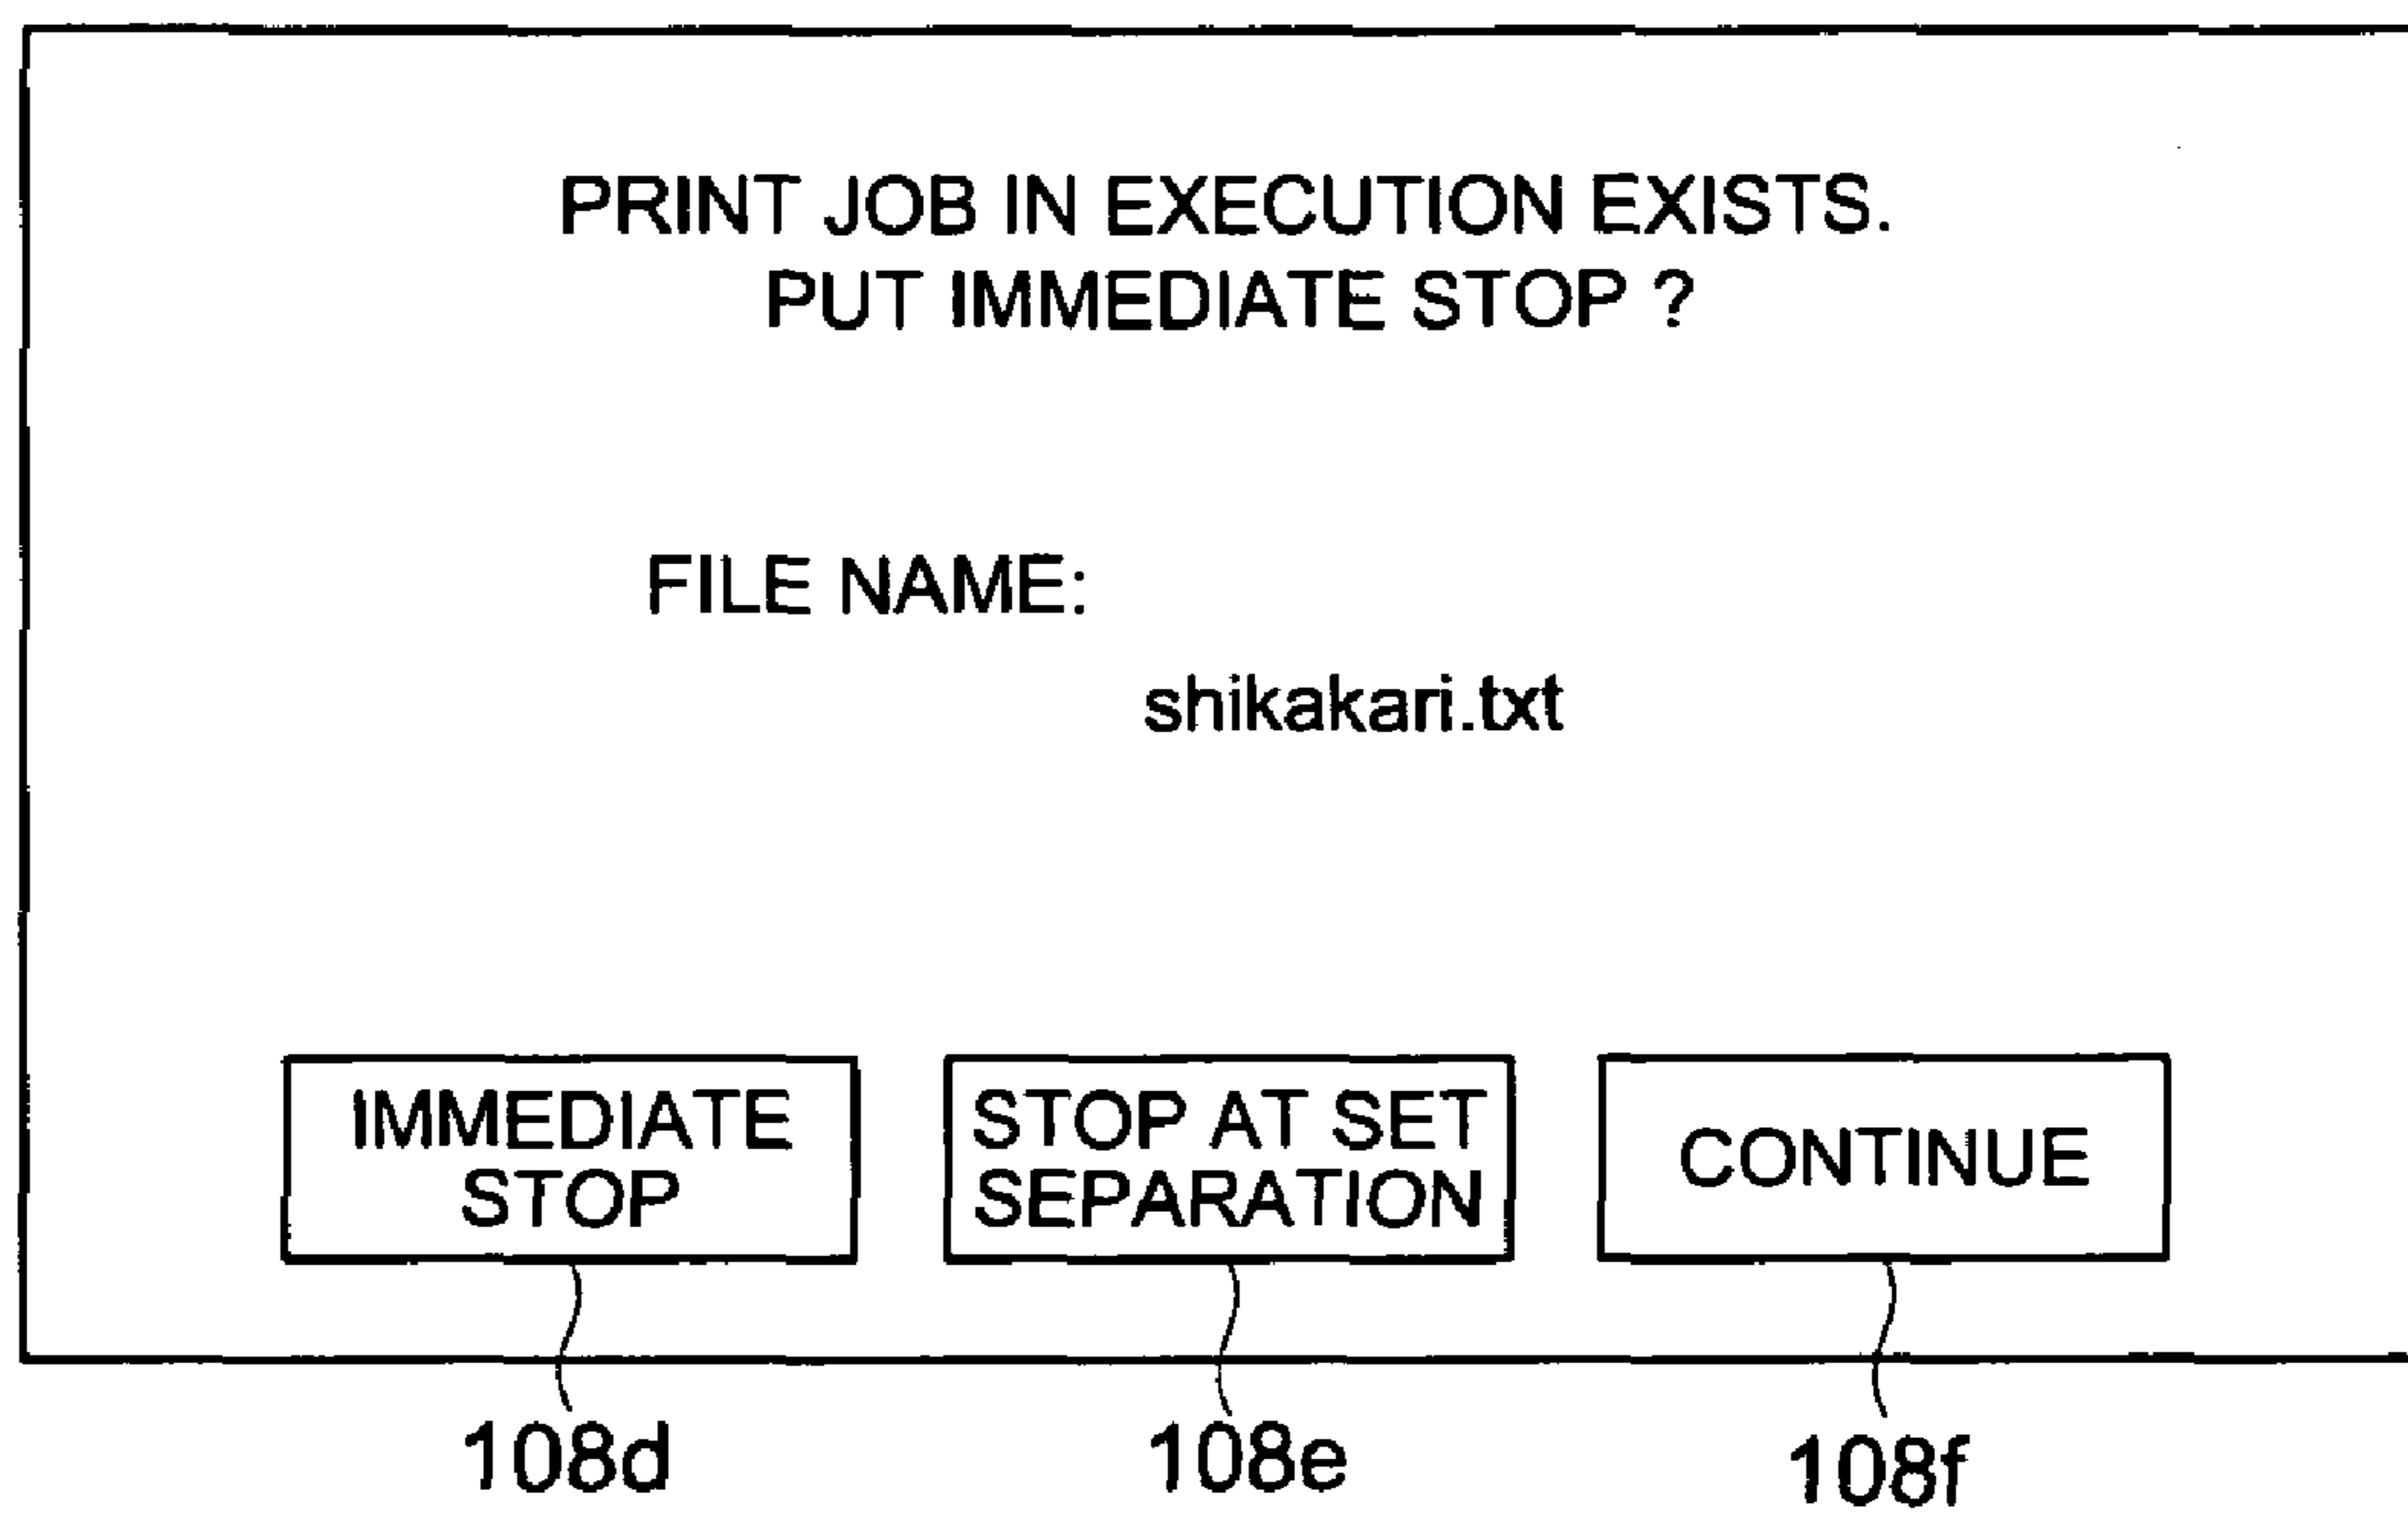 PRINT JOB IN EXECUTION EXISTS.
PUT IMMEDIATE STOP ?
FILE NAME:
shikakari.txt
IMMEDIATE
STOP
STOP AT SET
SEPARATION
CONTINUE
108d
108e
108f